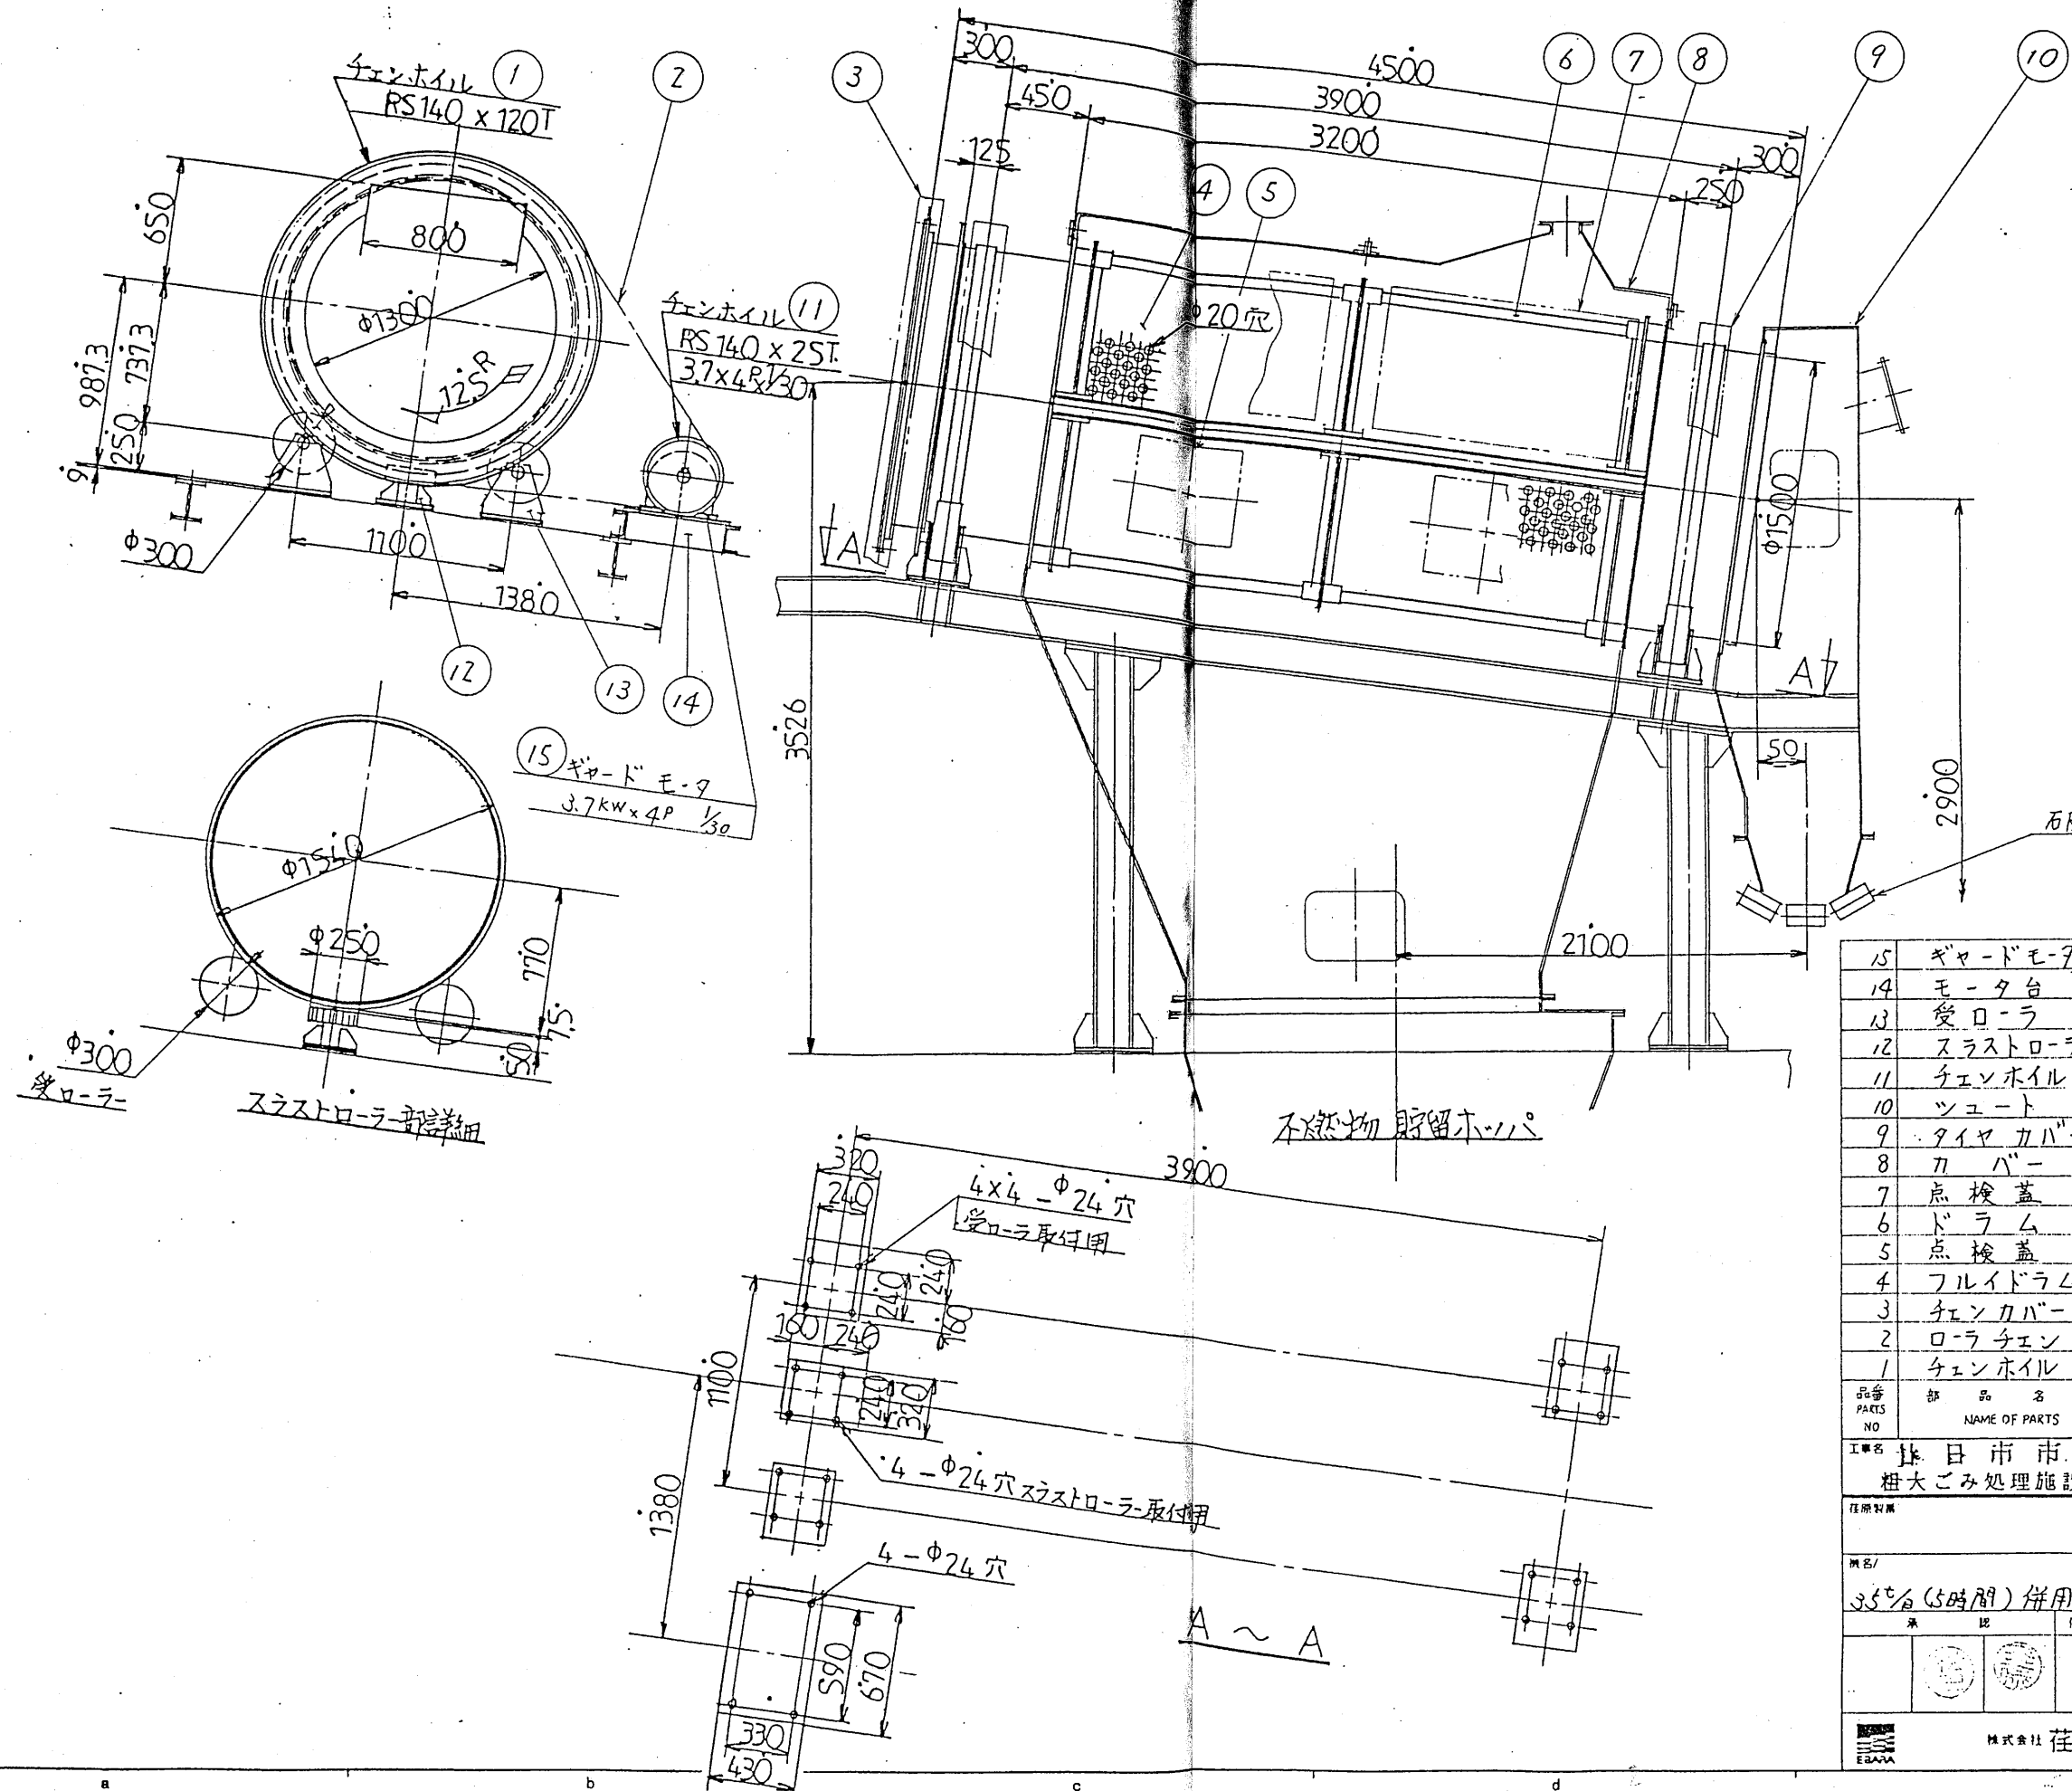 チェンホイル ①
RS140 x 120T
②
③
④
⑤
⑥
⑦
⑧
⑨
⑩
650
800
φ1300
987.3
737.3
250
9
12.5R
φ300
1100
1380
チェンホイル ⑪
RS140 x 25T.
3.7x4Px1/30
⑫
⑬
⑭
⑮ ギヤードモータ
3.7KW x 4P 1/30
φ1540
φ250
770
7.5
50
φ300
受ローラー
スラストローラー部詳細
4500
300
3900
450
3200
300
125
250
φ20穴
φ1500
A
A
3526
50
2900
2100
不燃物貯留ホッパ
3900
320
240
4x4-φ24穴
受ローラ取付用
240
240
160
160
240
1100
240
320
4-φ24穴スラストローラー取付用
1380
4-φ24穴
590
670
330
430
A ~ A
15 ギヤードモータ
14 モータ台
13 受ローラ
12 スラストローラ
11 チェンホイル
10 シュート
9 タイヤカバー
8 カバー
7 点検蓋
6 ドラム
5 点検蓋
4 フルイドラム
3 チェンカバー
2 ローラチェン
1 チェンホイル
品番 部品名
PARTS NO NAME OF PARTS
工事名 廿日市市
粗大ごみ処理施設
荏原製
機名/
35t/日(5時間)併用
承認
EBARA 株式会社 荏
a b c d